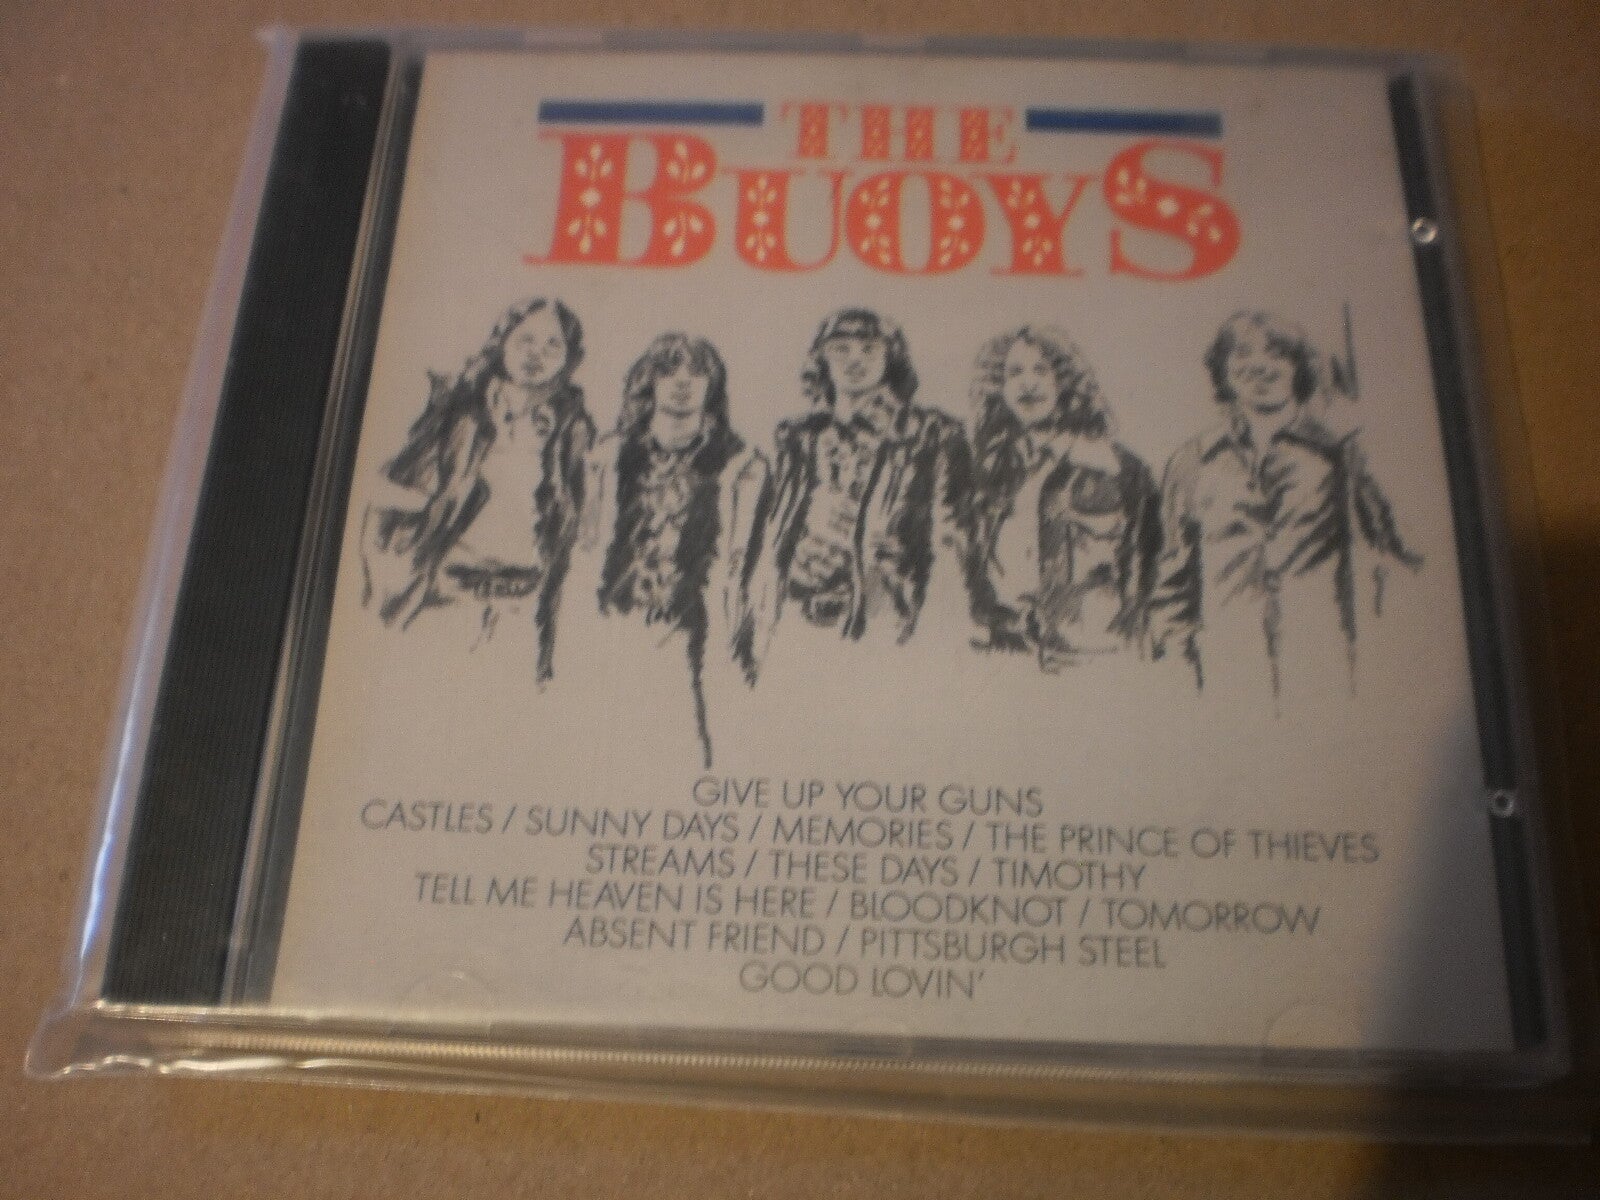 THE
BUOYS
GIVE UP YOUR GUNS
CASTLES / SUNNY DAYS / MEMORIES / THE PRINCE OF THIEVES
STREAMS / THESE DAYS / TIMOTHY
TELL ME HEAVEN IS HERE / BLOODKNOT / TOMORROW
ABSENT FRIEND / PITTSBURGH STEEL
GOOD LOVIN'